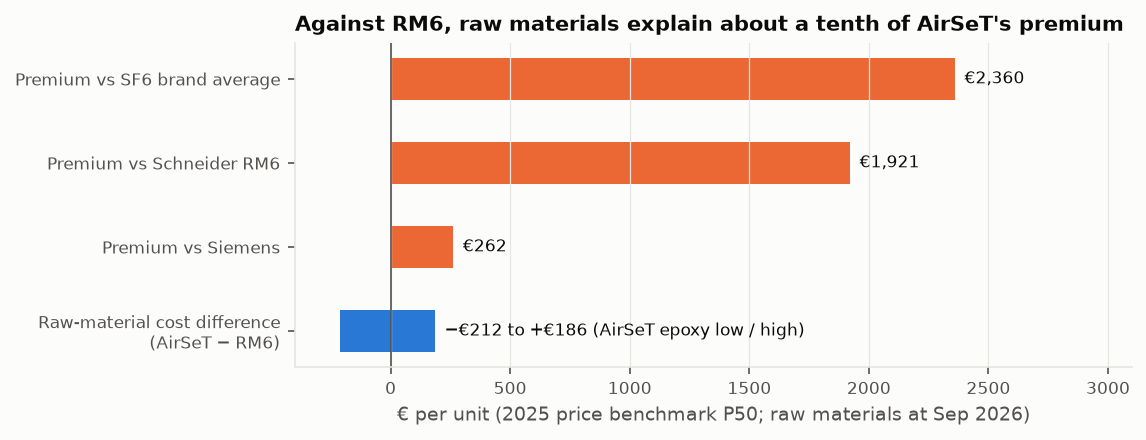 Against RM6, raw materials explain about a tenth of AirSeT's premium
Premium vs SF6 brand average
€2,360
Premium vs Schneider RM6
€1,921
Premium vs Siemens
€262
Raw-material cost difference
(AirSeT − RM6)
−€212 to +€186 (AirSeT epoxy low / high)
0 500 1000 1500 2000 2500 3000
€ per unit (2025 price benchmark P50; raw materials at Sep 2026)